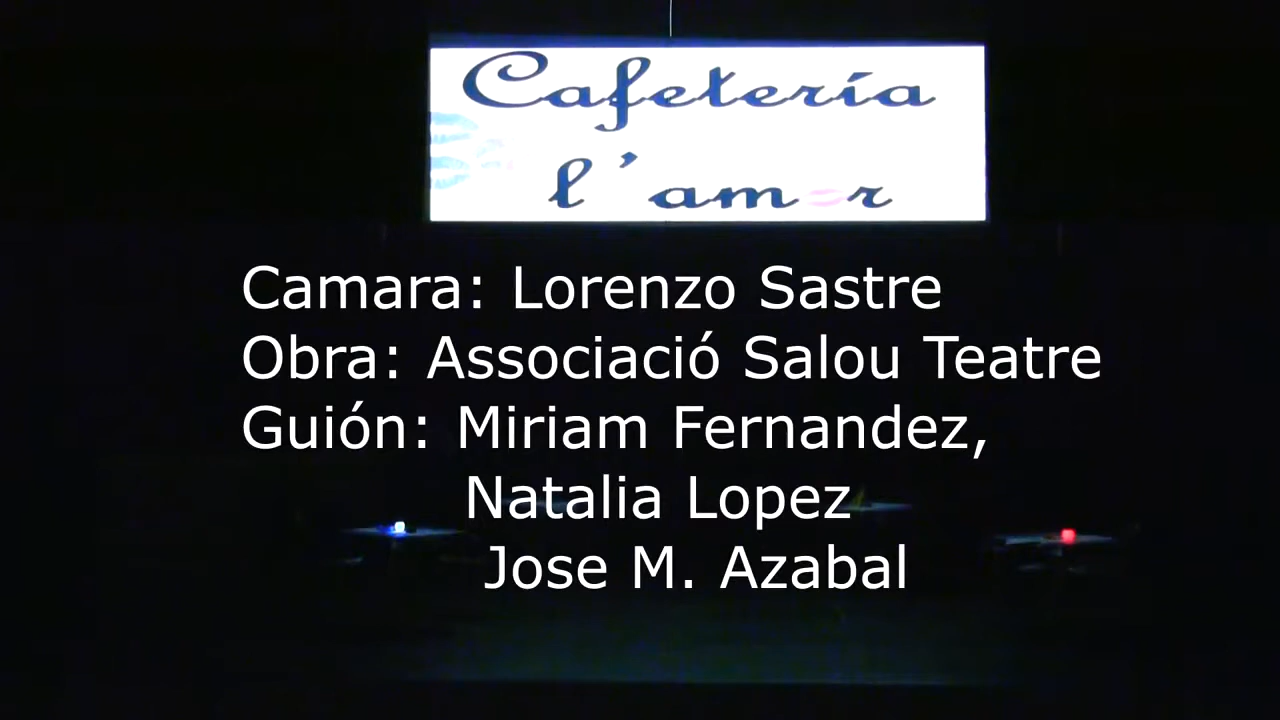 Cafetería
l'amor
Camara: Lorenzo Sastre
Obra: Associació Salou Teatre
Guión: Miriam Fernandez,
Natalia Lopez
Jose M. Azabal